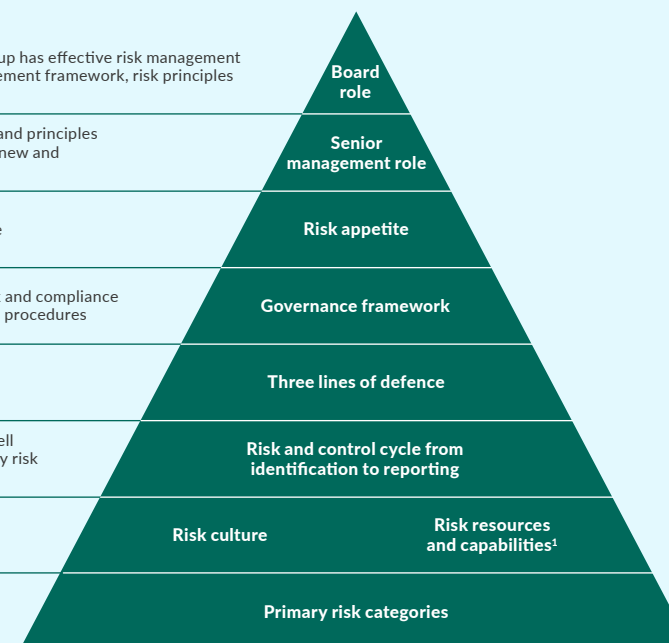 up has effective risk management
ement framework, risk principles
Board
role
and principles
new and
Senior
management role
Risk appetite
and compliance
procedures
Governance framework
Three lines of defence
ell
y risk
Risk and control cycle from
identification to reporting
Risk culture
Risk resources
and capabilities¹
Primary risk categories